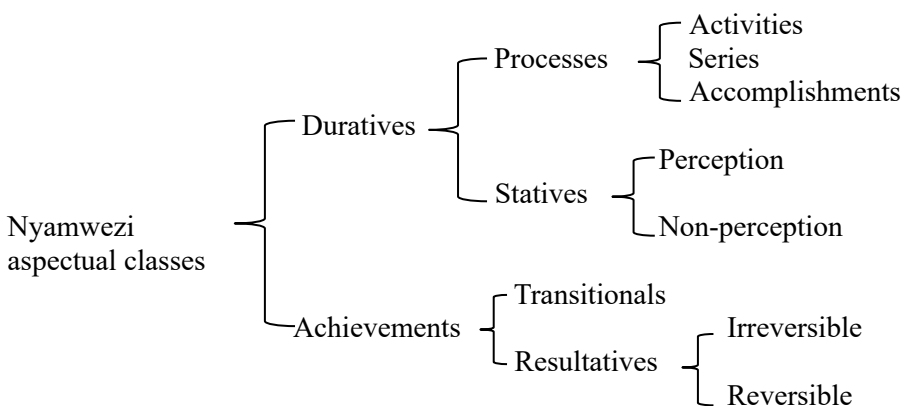 Activities
Processes
Series
Accomplishments
Duratives
Perception
Statives
Nyamwezi
Non-perception
aspectual classes
Transitionals
Achievements
Irreversible
Resultatives
Reversible